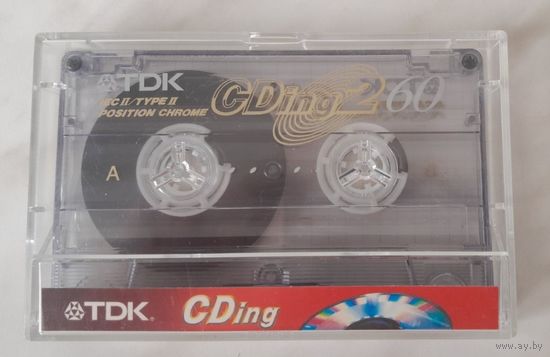 TDK
CDing2 60
IEC II/TYPE II
POSITION CHROME
A
TDK
CDing
www.ay.by